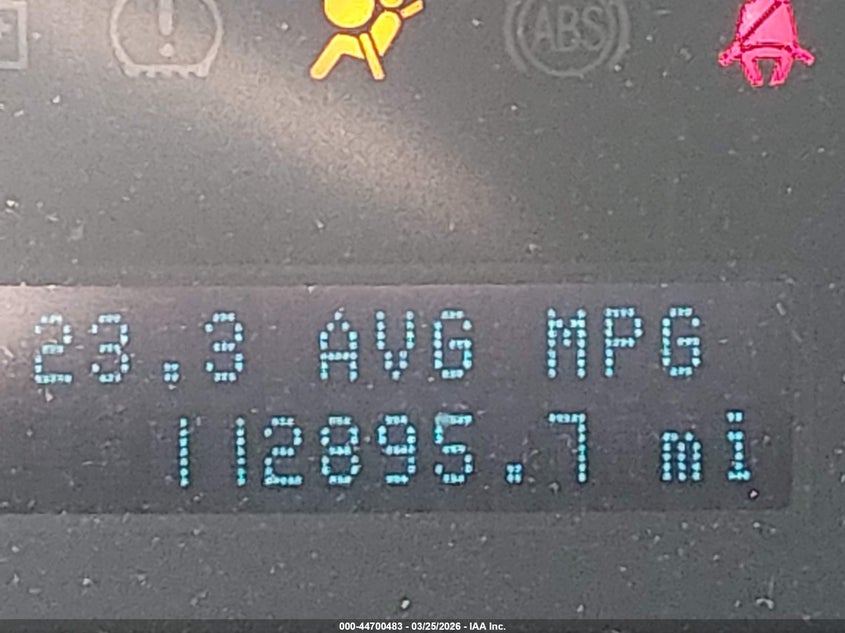 ABS
23.3 AVG MPG
112895.7 mi
000-44700483 - 03/25/2026 - IAA Inc.